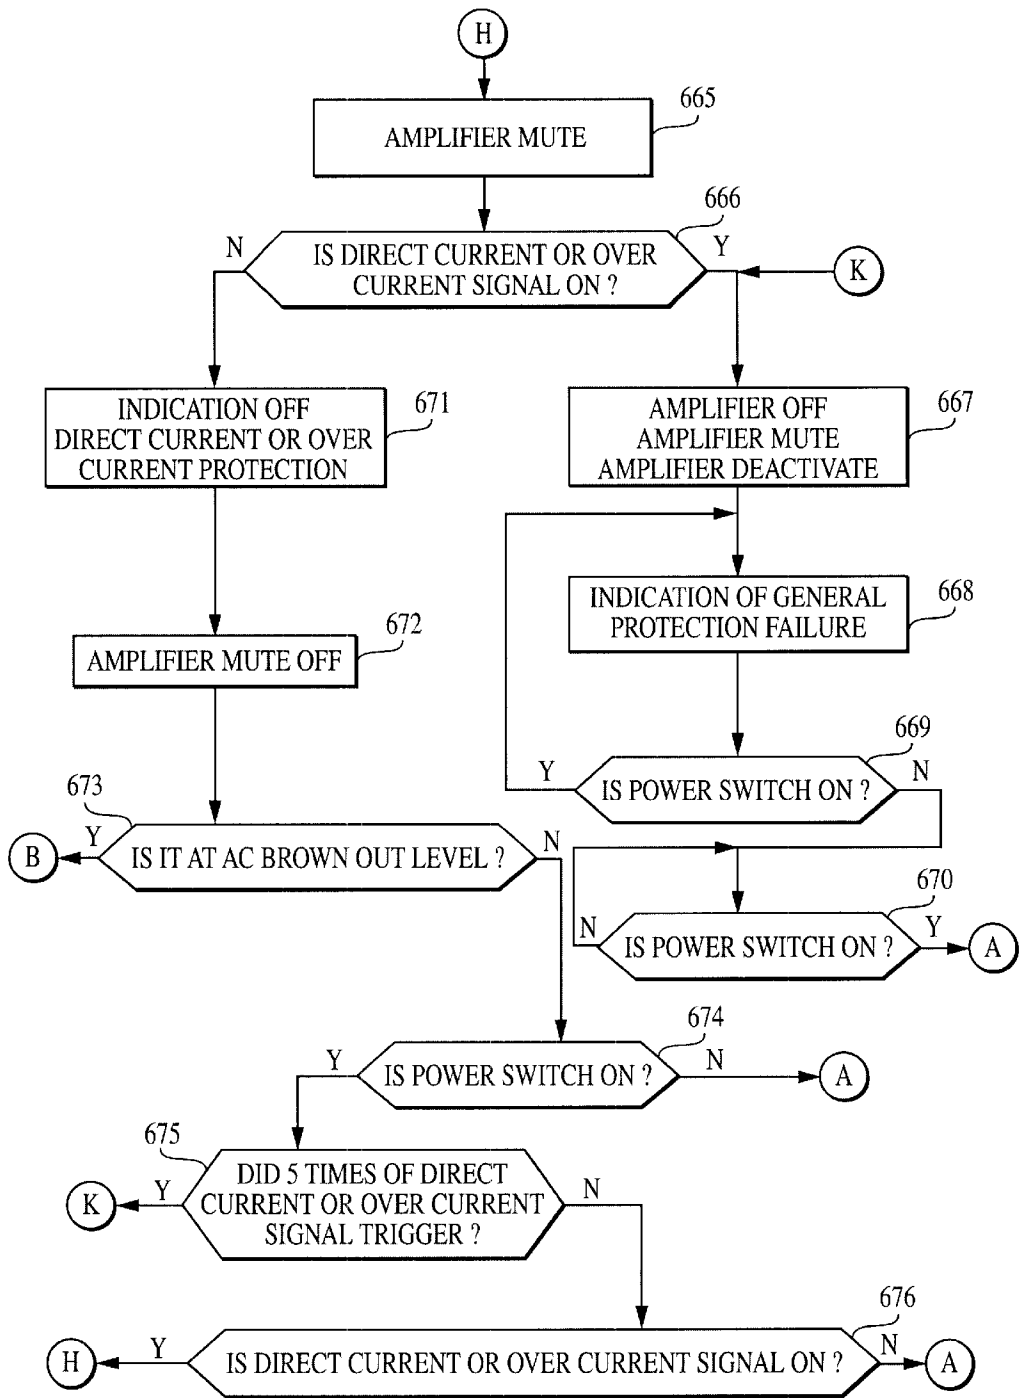 H
665
AMPLIFIER MUTE
666
N
IS DIRECT CURRENT OR OVER
CURRENT SIGNAL ON ?
Y
K
INDICATION OFF
DIRECT CURRENT OR OVER
CURRENT PROTECTION
671
AMPLIFIER OFF
AMPLIFIER MUTE
AMPLIFIER DEACTIVATE
667
INDICATION OF GENERAL
PROTECTION FAILURE
668
672
AMPLIFIER MUTE OFF
669
Y
IS POWER SWITCH ON ?
N
673
B
Y
IS IT AT AC BROWN OUT LEVEL ?
N
670
N
IS POWER SWITCH ON ?
Y
A
674
Y
IS POWER SWITCH ON ?
N
A
675
K
Y
DID 5 TIMES OF DIRECT
CURRENT OR OVER CURRENT
SIGNAL TRIGGER ?
N
676
H
Y
IS DIRECT CURRENT OR OVER CURRENT SIGNAL ON ?
N
A